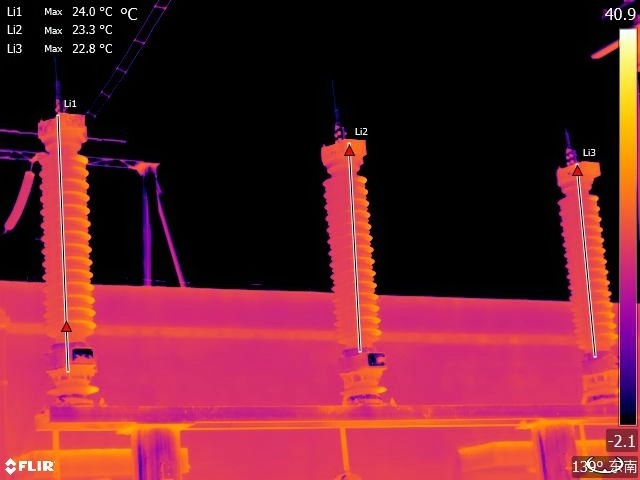 Li1 Max 24.0 °C °C
Li2 Max 23.3 °C
Li3 Max 22.8 °C
40.9
Li1
Li2
Li3
-2.1
FLIR
139° 东南